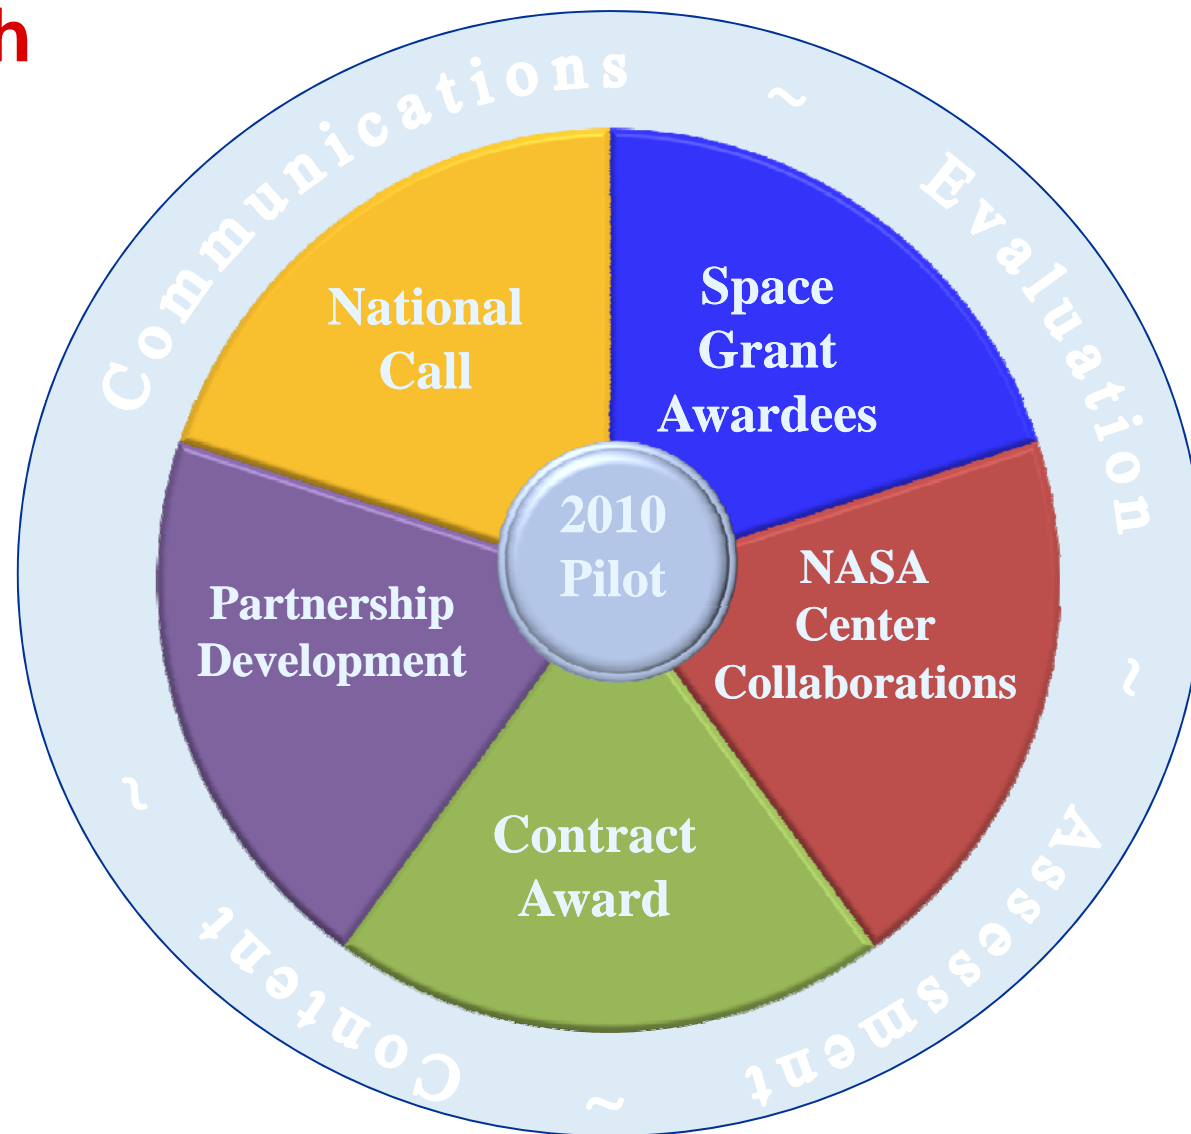 h
Communications ~ Evaluation ~ Assessment ~ Content ~
National
Call
Space
Grant
Awardees
2010
Pilot
NASA
Center
Collaborations
Partnership
Development
Contract
Award